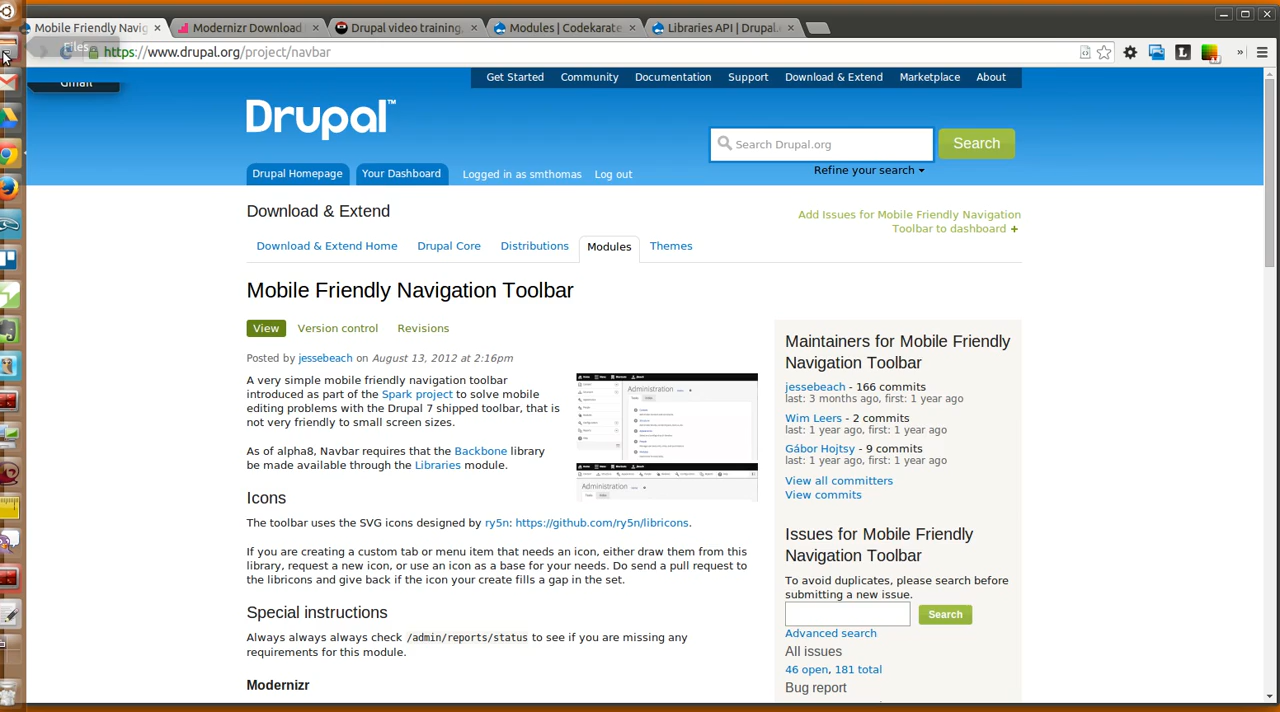 Mobile Friendly Navig
Modernizr Download
Drupal video training,
Modules | Codekarate
Libraries API | Drupal.
Files
https://www.drupal.org/project/navbar
Gmail
Get Started Community Documentation Support Download & Extend Marketplace About
Drupal™
Search Drupal.org
Search
Refine your search
Drupal Homepage Your Dashboard Logged in as smthomas Log out
Download & Extend
Add Issues for Mobile Friendly Navigation
Toolbar to dashboard +
Download & Extend Home Drupal Core Distributions Modules Themes
Mobile Friendly Navigation Toolbar
View Version control Revisions
Posted by jessebeach on August 13, 2012 at 2:16pm
A very simple mobile friendly navigation toolbar
introduced as part of the Spark project to solve mobile
editing problems with the Drupal 7 shipped toolbar, that is
not very friendly to small screen sizes.
As of alpha8, Navbar requires that the Backbone library
be made available through the Libraries module.
Administration
Administration
Icons
The toolbar uses the SVG icons designed by ry5n: https://github.com/ry5n/libricons.
If you are creating a custom tab or menu item that needs an icon, either draw them from this
library, request a new icon, or use an icon as a base for your needs. Do send a pull request to
the libricons and give back if the icon your create fills a gap in the set.
Special instructions
Always always always check /admin/reports/status to see if you are missing any
requirements for this module.
Modernizr
Maintainers for Mobile Friendly
Navigation Toolbar
jessebeach - 166 commits
last: 3 months ago, first: 1 year ago
Wim Leers - 2 commits
last: 1 year ago, first: 1 year ago
Gábor Hojtsy - 9 commits
last: 1 year ago, first: 1 year ago
View all committers
View commits
Issues for Mobile Friendly
Navigation Toolbar
To avoid duplicates, please search before
submitting a new issue.
Search
Advanced search
All issues
46 open, 181 total
Bug report